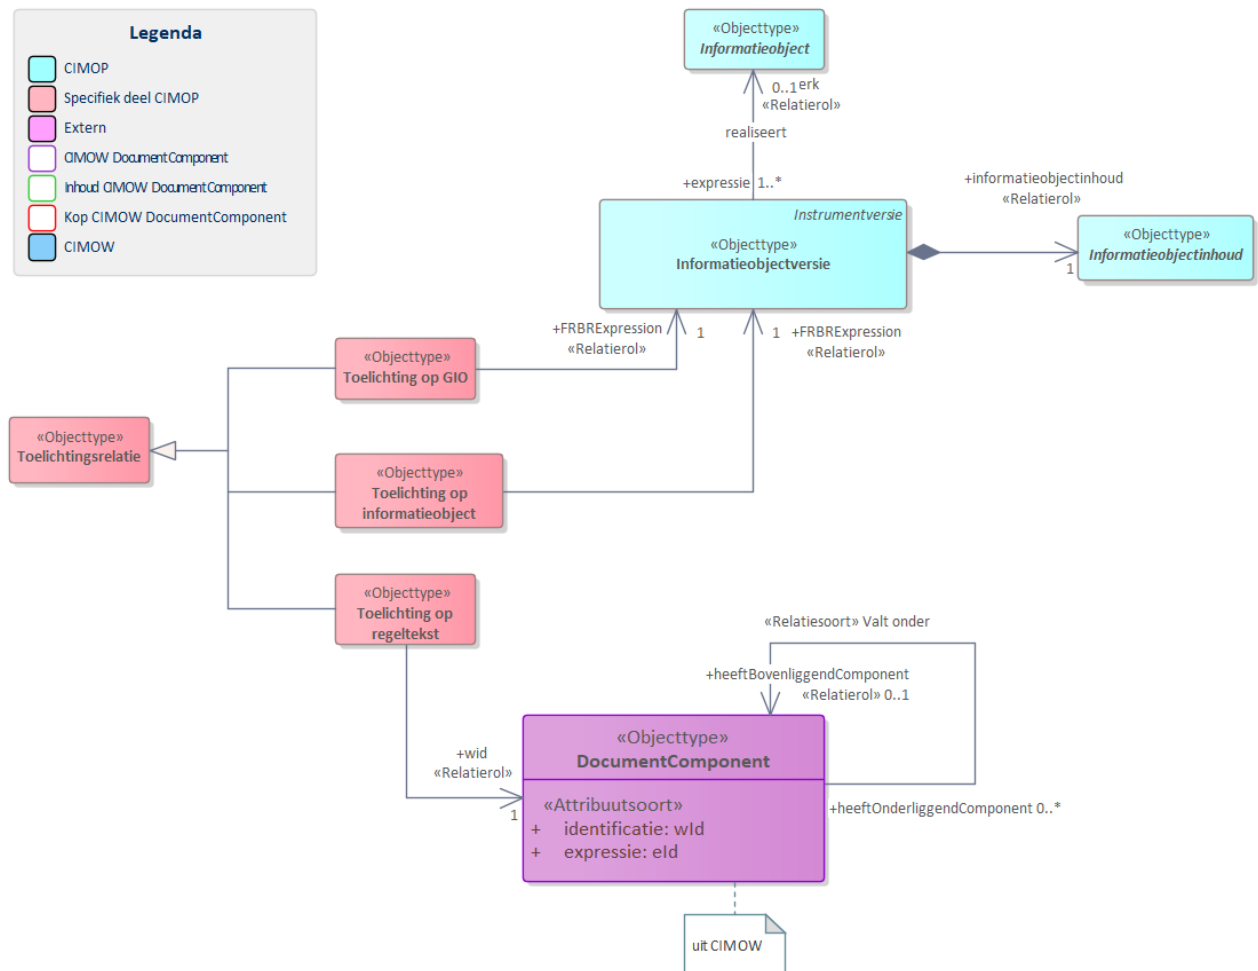 Legenda
CIMOP
Specifiek deel CIMOP
Extern
CIMOW DocumentComponent
Inhoud CIMOW DocumentComponent
Kop CIMOW DocumentComponent
CIMOW
«Objecttype»
Informatieobject
0..1 erk
«Relatierol»
realiseert
+expressie 1..*
Instrumentversie
«Objecttype»
Informatieobjectversie
+informatieobjectinhoud
«Relatierol»
1
«Objecttype»
Informatieobjectinhoud
+FRBRExpression
«Relatierol»
1
1
+FRBRExpression
«Relatierol»
«Objecttype»
Toelichting op GIO
«Objecttype»
Toelichtingsrelatie
«Objecttype»
Toelichting op
informatieobject
«Objecttype»
Toelichting op
regeltekst
«Relatiesoort» Valt onder
+heeftBovenliggendComponent
«Relatierol» 0..1
+wid
«Relatierol»
1
«Objecttype»
DocumentComponent
«Attribuutsoort»
+ identificatie: wId
+ expressie: eId
+heeftOnderliggendComponent 0..*
uit CIMOW